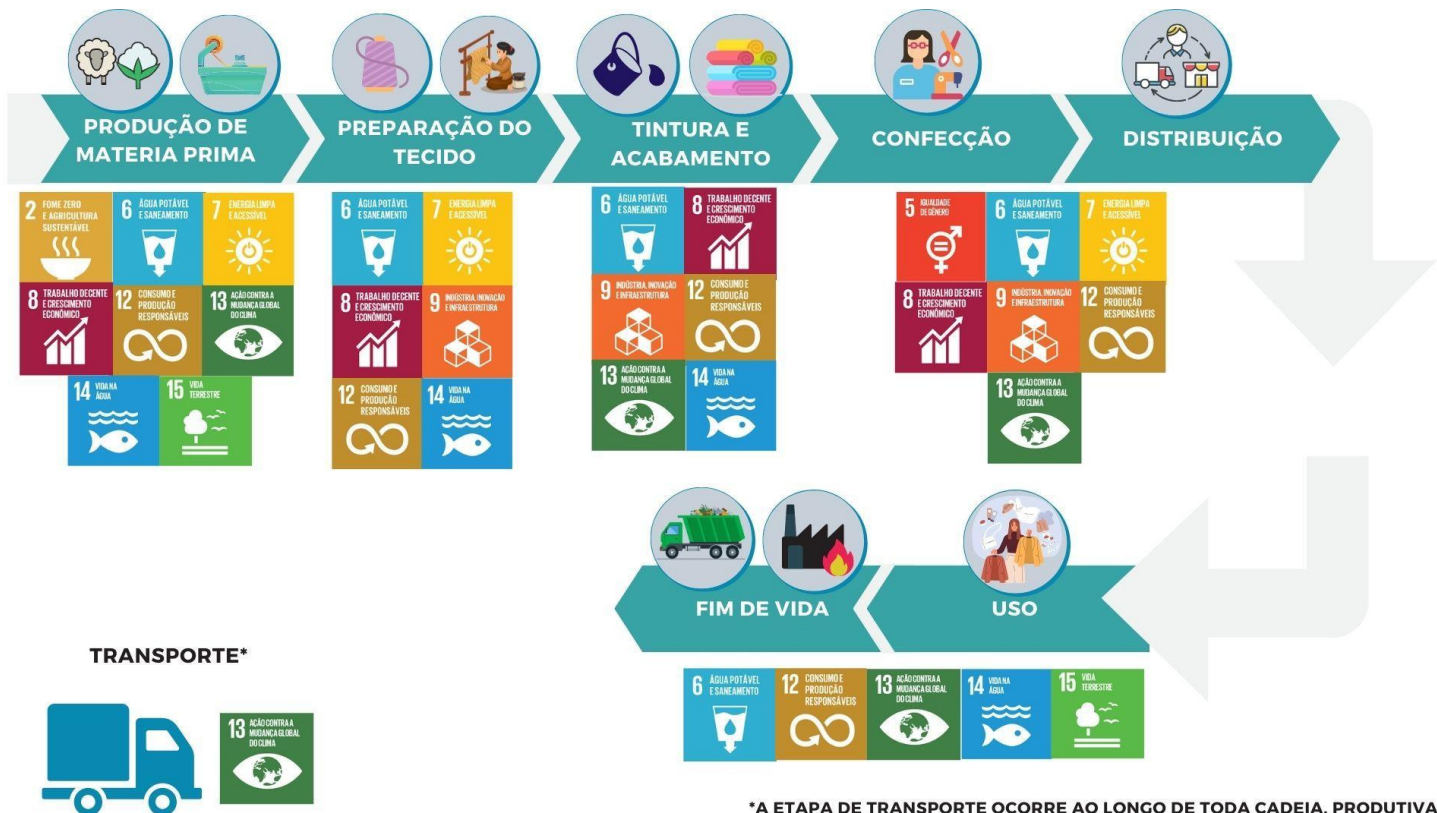 PRODUÇÃO DE
MATERIA PRIMA
PREPARAÇÃO DO
TECIDO
TINTURA E
ACABAMENTO
CONFECÇÃO
DISTRIBUIÇÃO
2 FOME ZERO
E AGRICULTURA
SUSTENTÁVEL
6 ÁGUA POTÁVEL
E SANEAMENTO
7 ENERGIA LIMPA
E ACESSÍVEL
8 TRABALHO DECENTE
E CRESCIMENTO
ECONÔMICO
12 CONSUMO E
PRODUÇÃO
RESPONSÁVEIS
13 AÇÃO CONTRA A
MUDANÇA GLOBAL
DO CLIMA
14 VIDA NA
ÁGUA
15 VIDA
TERRESTRE
6 ÁGUA POTÁVEL
E SANEAMENTO
7 ENERGIA LIMPA
E ACESSÍVEL
8 TRABALHO DECENTE
E CRESCIMENTO
ECONÔMICO
9 INDÚSTRIA, INOVAÇÃO
E INFRAESTRUTURA
12 CONSUMO E
PRODUÇÃO
RESPONSÁVEIS
14 VIDA NA
ÁGUA
6 ÁGUA POTÁVEL
E SANEAMENTO
8 TRABALHO DECENTE
E CRESCIMENTO
ECONÔMICO
9 INDÚSTRIA, INOVAÇÃO
E INFRAESTRUTURA
12 CONSUMO E
PRODUÇÃO
RESPONSÁVEIS
13 AÇÃO CONTRA A
MUDANÇA GLOBAL
DO CLIMA
14 VIDA NA
ÁGUA
5 IGUALDADE
DE GÊNERO
6 ÁGUA POTÁVEL
E SANEAMENTO
7 ENERGIA LIMPA
E ACESSÍVEL
8 TRABALHO DECENTE
E CRESCIMENTO
ECONÔMICO
9 INDÚSTRIA, INOVAÇÃO
E INFRAESTRUTURA
12 CONSUMO E
PRODUÇÃO
RESPONSÁVEIS
13 AÇÃO CONTRA A
MUDANÇA GLOBAL
DO CLIMA
FIM DE VIDA
USO
6 ÁGUA POTÁVEL
E SANEAMENTO
12 CONSUMO E
PRODUÇÃO
RESPONSÁVEIS
13 AÇÃO CONTRA A
MUDANÇA GLOBAL
DO CLIMA
14 VIDA NA
ÁGUA
15 VIDA
TERRESTRE
TRANSPORTE*
13 AÇÃO CONTRA A
MUDANÇA GLOBAL
DO CLIMA
*A ETAPA DE TRANSPORTE OCORRE AO LONGO DE TODA CADEIA. PRODUTIVA